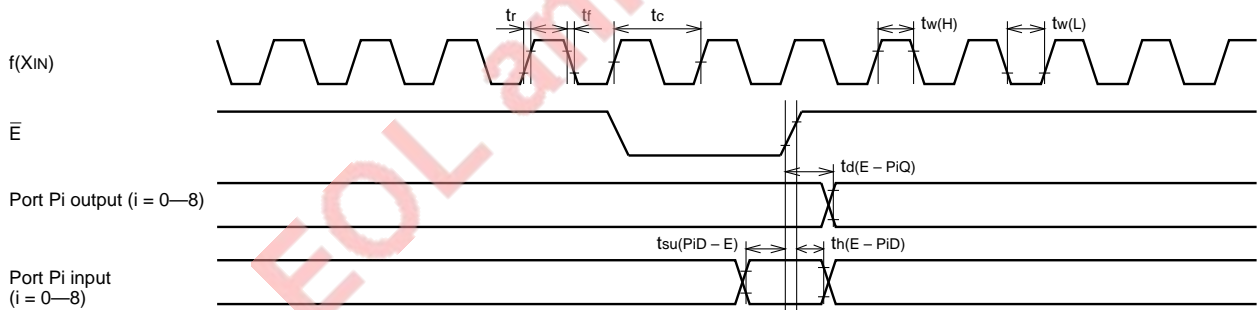 tr tf tc tw(H) tw(L)
f(XIN)
E̅
td(E – PiQ)
Port Pi output (i = 0—8)
tsu(PiD – E) th(E – PiD)
Port Pi input
(i = 0—8)
EOL an